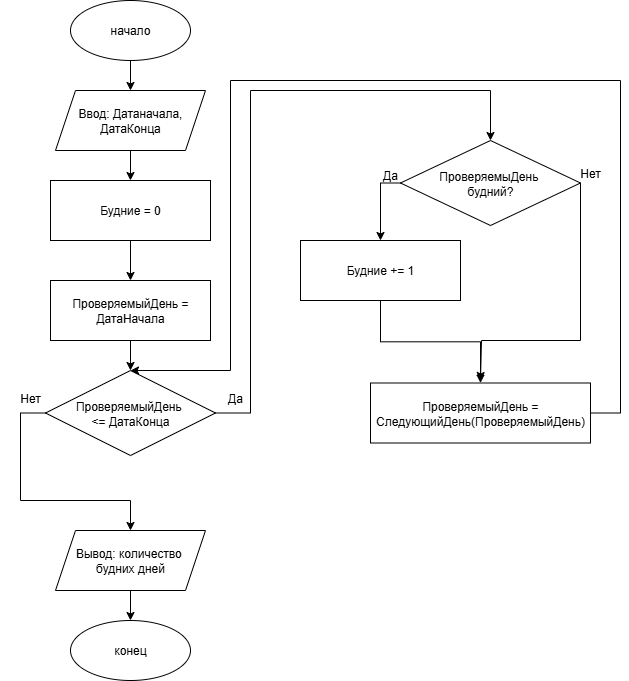 начало
Ввод: Датаначала,
ДатаКонца
Будние = 0
ПроверяемыйДень =
ДатаНачала
ПроверяемыйДень
<= ДатаКонца
Нет
Да
ПроверяемыДень
будний?
Да
Нет
Будние += 1
ПроверяемыйДень =
СледующийДень(ПроверяемыйДень)
Вывод: количество
будних дней
конец